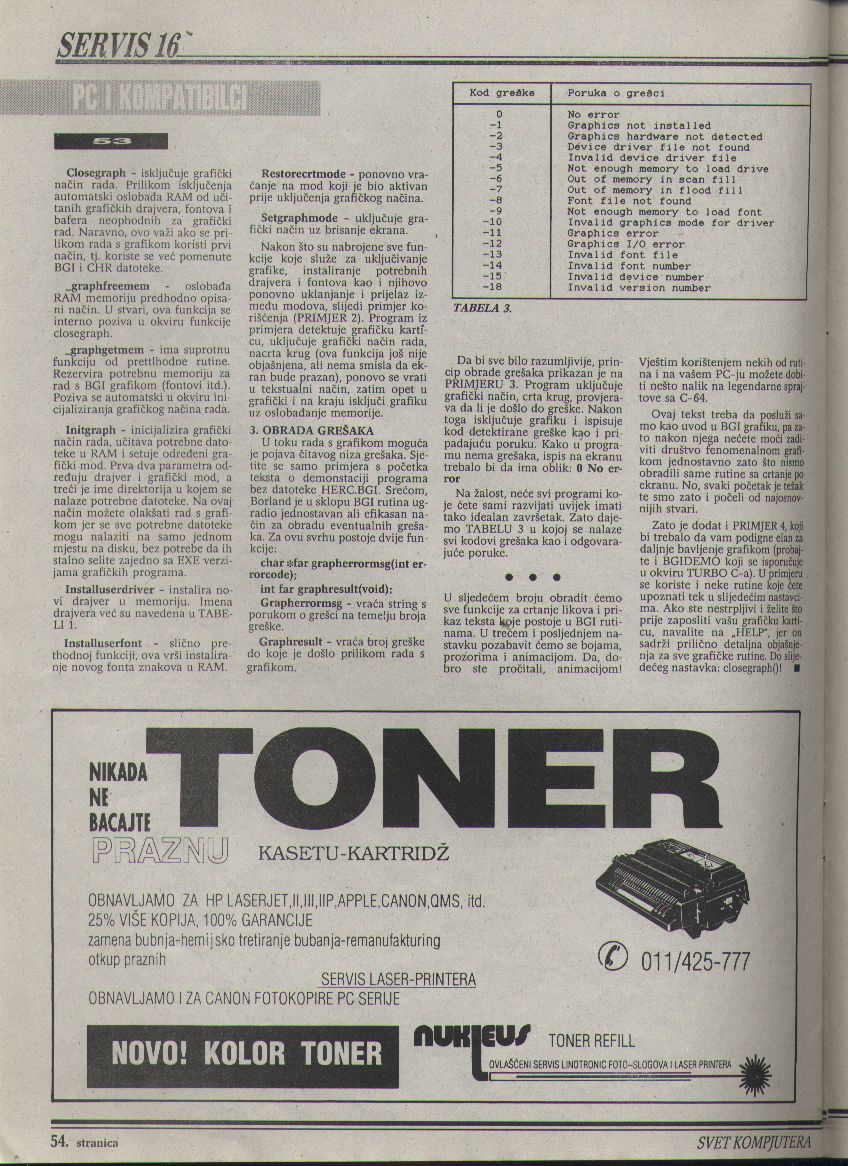 SERVIS 16
PC I KOMPATIBILCI
53
Closegraph - isključuje grafički
način rada. Prilikom isključenja
automatski oslobađa RAM od uči-
tanih grafičkih drajvera, fontova i
bafera neophodnih za grafički
rad. Naravno, ovo važi ako se pri-
likom rada s grafikom koristi prvi
način, tj. koriste se već pomenute
BGI i CHR datoteke.
_graphfreemem - oslobađa
RAM memoriju predhodno opisa-
ni način. U stvari, ova funkcija se
interno poziva u okviru funkcije
closegraph.
_graphgetmem - ima suprotnu
funkciju od prettlhodne rutine.
Rezervira potrebnu memoriju za
rad s BGI grafikom (fontovi itd.).
Poziva se automatski u okviru ini-
cijaliziranja grafičkog načina rada.
Initgraph - inicijalizira grafički
način rada, učitava potrebne dato-
teke u RAM i setuje određeni gra-
fički mod. Prva dva parametra od-
ređuju drajver i grafički mod, a
treći je ime direktorija u kojem se
nalaze potrebne datoteke. Na ovaj
način možete olakšati rad s grafi-
kom jer se sve potrebne datoteke
mogu nalaziti na samo jednom
mjestu na disku, bez potrebe da ih
stalno selite zajedno sa EXE verzi-
jama grafičkih programa.
Installuserdriver - instalira no-
vi drajver u memoriju. Imena
drajvera već su navedena u TABE-
LI 1.
Installuserfont - slično pre-
thodnoj funkciji, ova vrši instalira-
nje novog fonta znakova u RAM.
Restorecrtmode - ponovno vra-
ćanje na mod koji je bio aktivan
prije uključenja grafičkog načina.
Setgraphmode - uključuje gra-
fički način uz brisanje ekrana.
Nakon što su nabrojene sve fun-
kcije koje služe za uključivanje
grafike, instaliranje potrebnih
drajvera i fontova kao i njihovo
ponovno uklanjanje i prijelaz iz-
među modova, slijedi primjer ko-
rišćenja (PRIMJER 2). Program iz
primjera detektuje grafičku karti-
cu, uključuje grafički način rada,
nacrta krug (ova funkcija još nije
objašnjena, ali nema smisla da ek-
ran bude prazan), ponovo se vrati
u tekstualni način, zatim opet u
grafički i na kraju isključi grafiku
uz oslobađanje memorije.
3. OBRADA GREŠAKA
U toku rada s grafikom moguća
je pojava čitavog niza grešaka. Sje-
tite se samo primjera s početka
teksta o demonstaciji programa
bez datoteke HERC.BGI. Srećom,
Borland je u sklopu BGI rutina ug-
radio jednostavan ali efikasan na-
čin za obradu eventualnih greša-
ka. Za ovu svrhu postoje dvije fun-
kcije:
char *far grapherrormsg(int er-
rorcode);
int far graphresult(void);
Grapherrormsg - vraća string s
porukom o grešci na temelju broja
greške.
Graphresult - vraća broj greške
do koje je došlo prilikom rada s
grafikom.
Kod greške Poruka o grešci
0 No error
-1 Graphics not installed
-2 Graphics hardware not detected
-3 Device driver file not found
-4 Invalid device driver file
-5 Not enough memory to load drive
-6 Out of memory in scan fill
-7 Out of memory in flood fill
-8 Font file not found
-9 Not enough memory to load font
-10 Invalid graphics mode for driver
-11 Graphics error
-12 Graphics I/O error
-13 Invalid font file
-14 Invalid font number
-15 Invalid device number
-18 Invalid version number
TABELA 3.
Da bi sve bilo razumljivije, prin-
cip obrade grešaka prikazan je na
PRIMJERU 3. Program uključuje
grafički način, crta krug, provjera-
va da li je došlo do greške. Nakon
toga isključuje grafiku i ispisuje
kod detektirane greške kao i pri-
padajuću poruku. Kako u progra-
mu nema grešaka, ispis na ekranu
trebalo bi da ima oblik: 0 No er-
ror
Na žalost, neće svi programi ko-
je ćete sami razvijati uvijek imati
tako idealan završetak. Zato daje-
mo TABELU 3 u kojoj se nalaze
svi kodovi grešaka kao i odgovara-
juće poruke.
• • •
U sljedećem broju obradit ćemo
sve funkcije za crtanje likova i pri-
kaz teksta koje postoje u BGI ruti-
nama. U trećem i posljednjem na-
stavku pozabavit ćemo se bojama,
prozorima i animacijom. Da, do-
bro ste pročitali, animacijom!
Vještim korištenjem nekih od ruti-
na i na vašem PC-ju možete dobi-
ti nešto nalik na legendarne spraj-
tove sa C-64.
Ovaj tekst treba da posluži sa-
mo kao uvod u BGI grafiku, pa za-
to nakon njega nećete moći zadi-
viti društvo fenomenalnom grafi-
kom jednostavno zato što nismo
obradili same rutine sa crtanje po
ekranu. No, svaki početak je težak
te smo zato i počeli od najosnov-
nijih stvari.
Zato je dodat i PRIMJER 4, koji
bi trebalo da vam podigne elan za
daljnje bavljenje grafikom (probaj-
te i BGIDEMO koji se isporučuje
u okviru TURBO C-a). U primjeru
se koriste i neke rutine koje ćete
upoznati tek u slijedećim nastavci-
ma. Ako ste nestrpljivi i želite što
prije zaposliti vašu grafičku karti-
cu, navalite na „HELP", jer on
sadrži prilično detaljna objašnje-
nja za sve grafičke rutine. Do slije-
dećeg nastavka: closegraph()! ■
NIKADA
NE
BACAJTE
PRAZNU
TONER
KASETU-KARTRIDŽ
OBNAVLJAMO ZA HP LASERJET,II,III,IIP,APPLE,CANON,QMS, itd.
25% VIŠE KOPIJA, 100% GARANCIJE
zamena bubnja-hemijsko tretiranje bubanja-remanufakturing
otkup praznih
SERVIS LASER-PRINTERA
OBNAVLJAMO I ZA CANON FOTOKOPIRE PC SERIJE
011/425-777
NOVO! KOLOR TONER
NUKLEUS TONER REFILL
OVLAŠĆENI SERVIS LINOTRONIC FOTO-SLOGOVA I LASER PRINTERA
54. stranica
SVET KOMPJUTERA